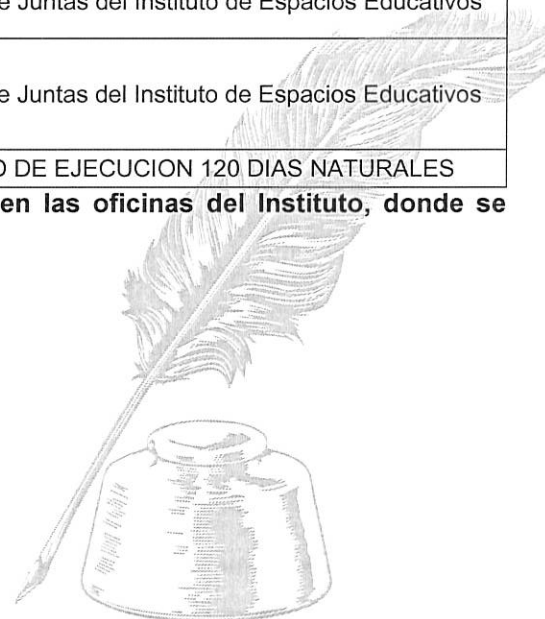 e Juntas del Instituto de Espacios Educativos
e Juntas del Instituto de Espacios Educativos
O DE EJECUCION 120 DIAS NATURALES
en las oficinas del Instituto, donde se